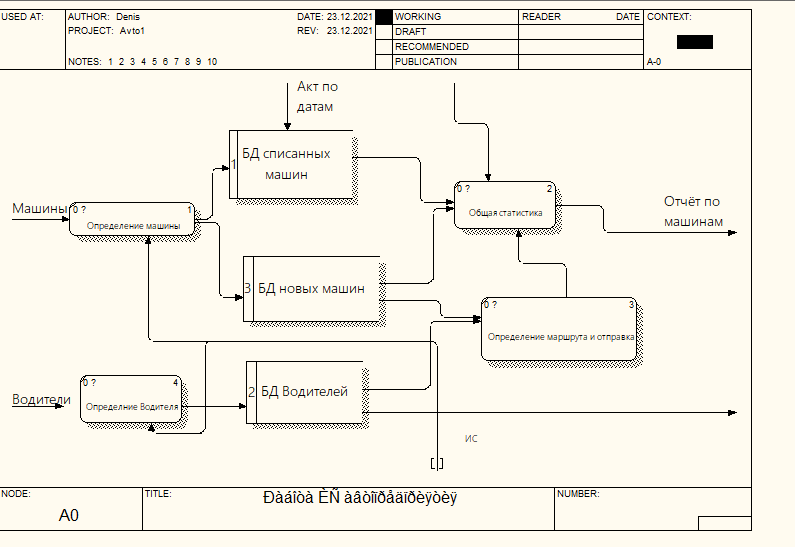 USED AT:
AUTHOR: Denis
DATE: 23.12.2021
WORKING
READER
DATE
CONTEXT:
PROJECT: Avto1
REV: 23.12.2021
DRAFT
RECOMMENDED
NOTES: 1 2 3 4 5 6 7 8 9 10
PUBLICATION
A-0
Акт по
датам
1
БД списанных
машин
0 ?
2
Общая статистика
Отчёт по
машинам
Машины
0 ?
1
Определение машины
3
БД новых машин
0 ?
3
Определение маршрута и отправка
0 ?
4
Определние Водителя
Водители
2
БД Водителей
ИС
NODE:
TITLE:
NUMBER:
A0
Ðàáîòà ÈÑ àâòîïðåäïðèÿòèÿ